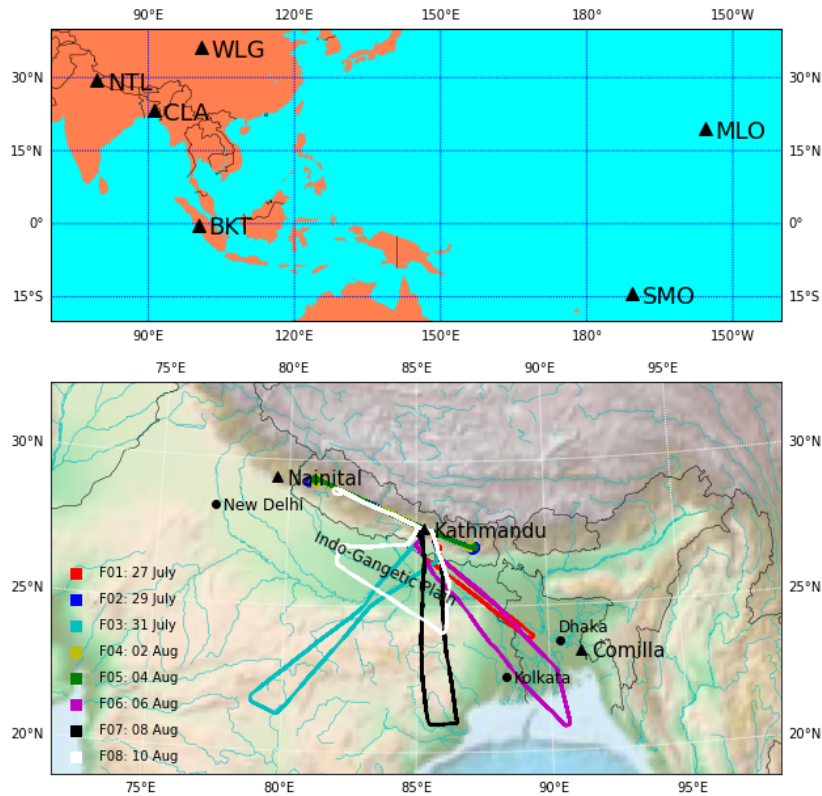 90°E 120°E 150°E 180° 150°W
WLG
30°N 30°N
NTL
CLA
MLO
15°N 15°N
0° 0°
BKT
15°S 15°S
SMO
90°E 120°E 150°E 180° 150°W
75°E 80°E 85°E 90°E 95°E
30°N 30°N
Nainital
New Delhi
Kathmandu
Indo-Gangetic Plain
25°N 25°N
F01: 27 July
F02: 29 July
F03: 31 July
F04: 02 Aug
F05: 04 Aug
F06: 06 Aug
F07: 08 Aug
F08: 10 Aug
Dhaka
Comilla
Kolkata
20°N 20°N
75°E 80°E 85°E 90°E 95°E